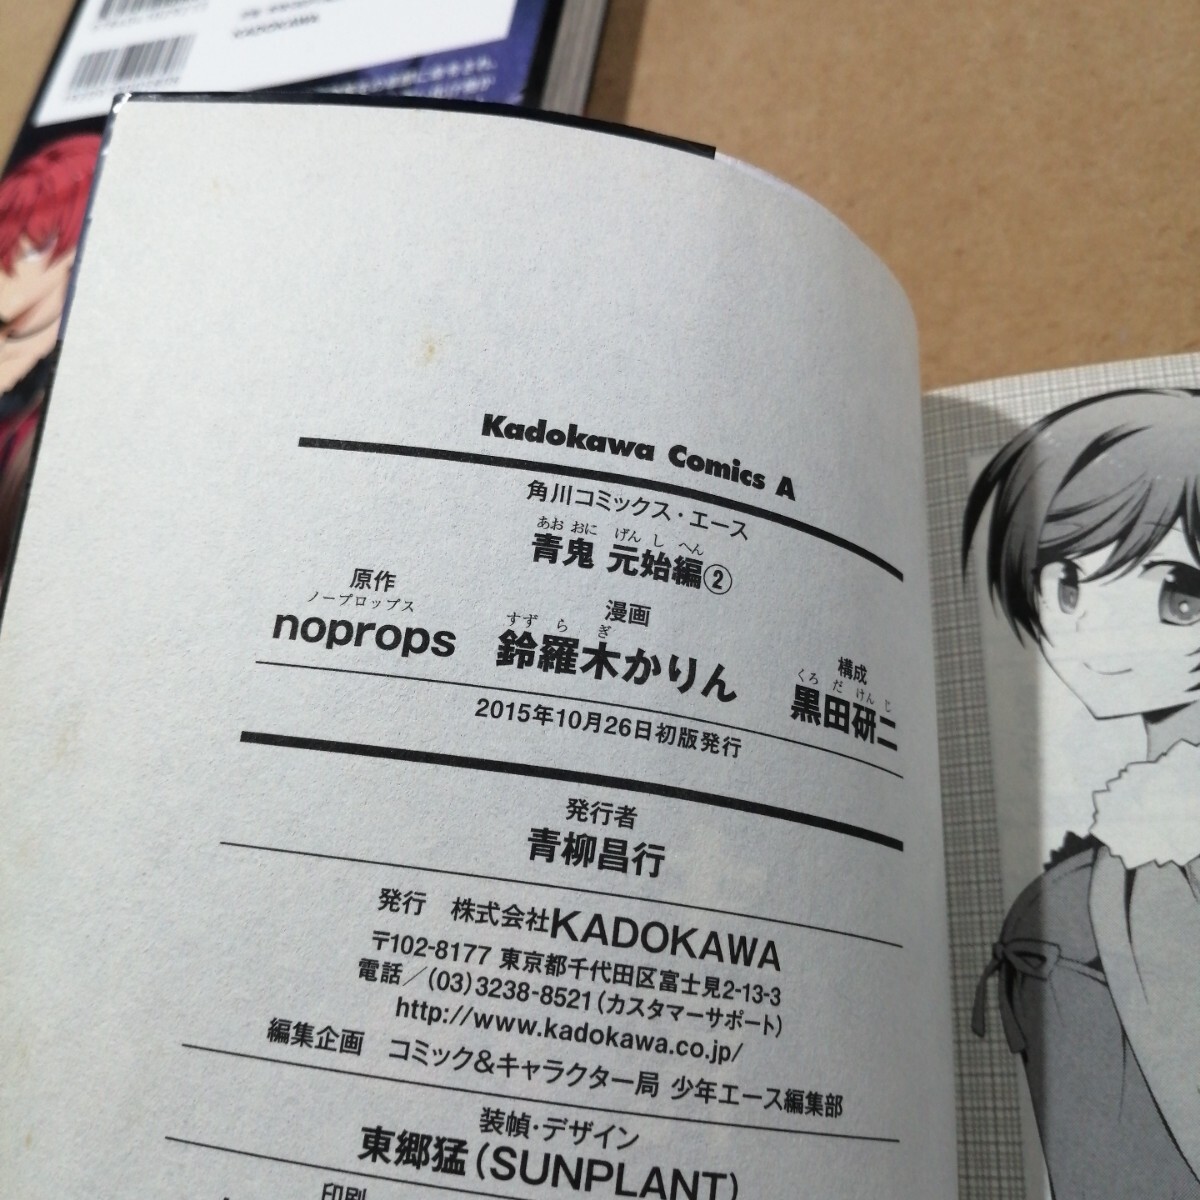 KADOKAWA
Kadokawa Comics A
角川コミックス・エース
あお おに げん し へん
青鬼 元始編②
原作
ノープロップス
noprops
漫画
すず ら ぎ
鈴羅木かりん
構成
くろ だ けん じ
黒田研二
2015年10月26日初版発行
発行者
青柳昌行
発行 株式会社KADOKAWA
〒102-8177 東京都千代田区富士見2-13-3
電話／(03)3238-8521(カスタマーサポート)
http://www.kadokawa.co.jp/
編集企画 コミック&キャラクター局 少年エース編集部
装幀・デザイン
東郷猛(SUNPLANT)
印刷